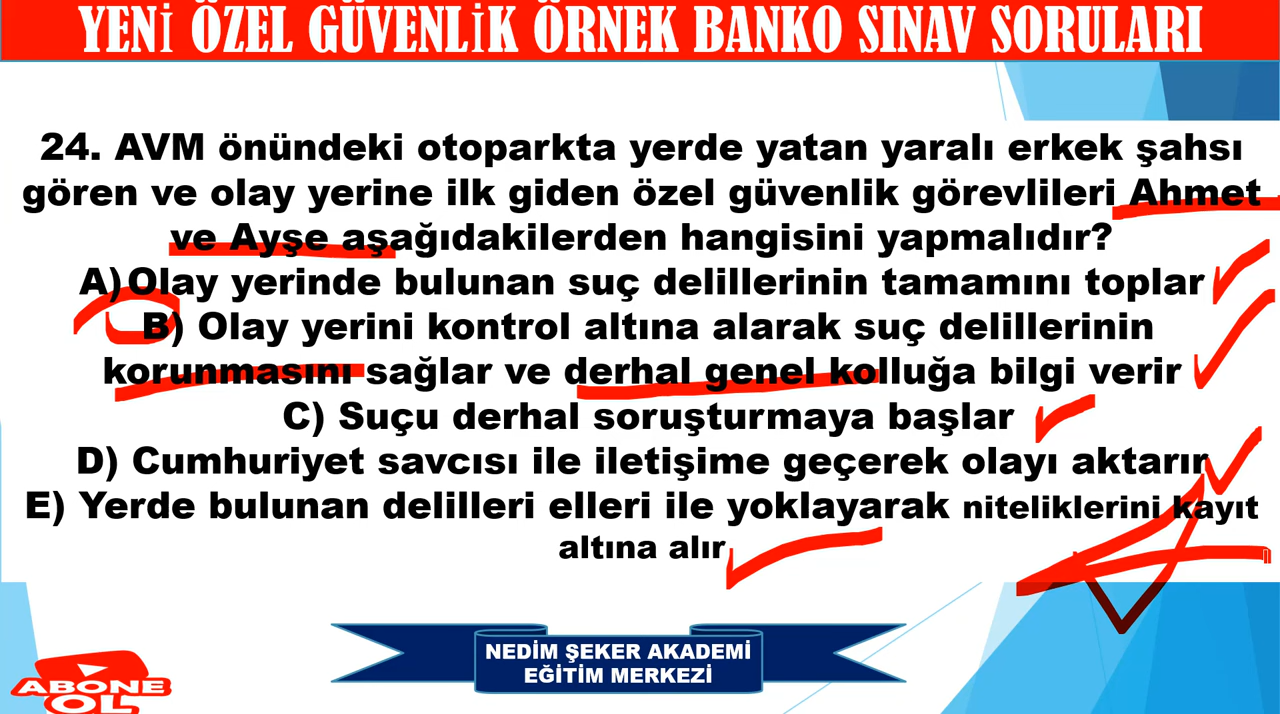 YENİ ÖZEL GÜVENLİK ÖRNEK BANKO SINAV SORULARI
24. AVM önündeki otoparkta yerde yatan yaralı erkek şahsı
gören ve olay yerine ilk giden özel güvenlik görevlileri Ahmet
ve Ayşe aşağıdakilerden hangisini yapmalıdır?
A) Olay yerinde bulunan suç delillerinin tamamını toplar
B) Olay yerini kontrol altına alarak suç delillerinin
korunmasını sağlar ve derhal genel kolluğa bilgi verir
C) Suçu derhal soruşturmaya başlar
D) Cumhuriyet savcısı ile iletişime geçerek olayı aktarır
E) Yerde bulunan delilleri elleri ile yoklayarak niteliklerini kayıt
altına alır
NEDİM ŞEKER AKADEMİ
EĞİTİM MERKEZİ
ABONE
OL